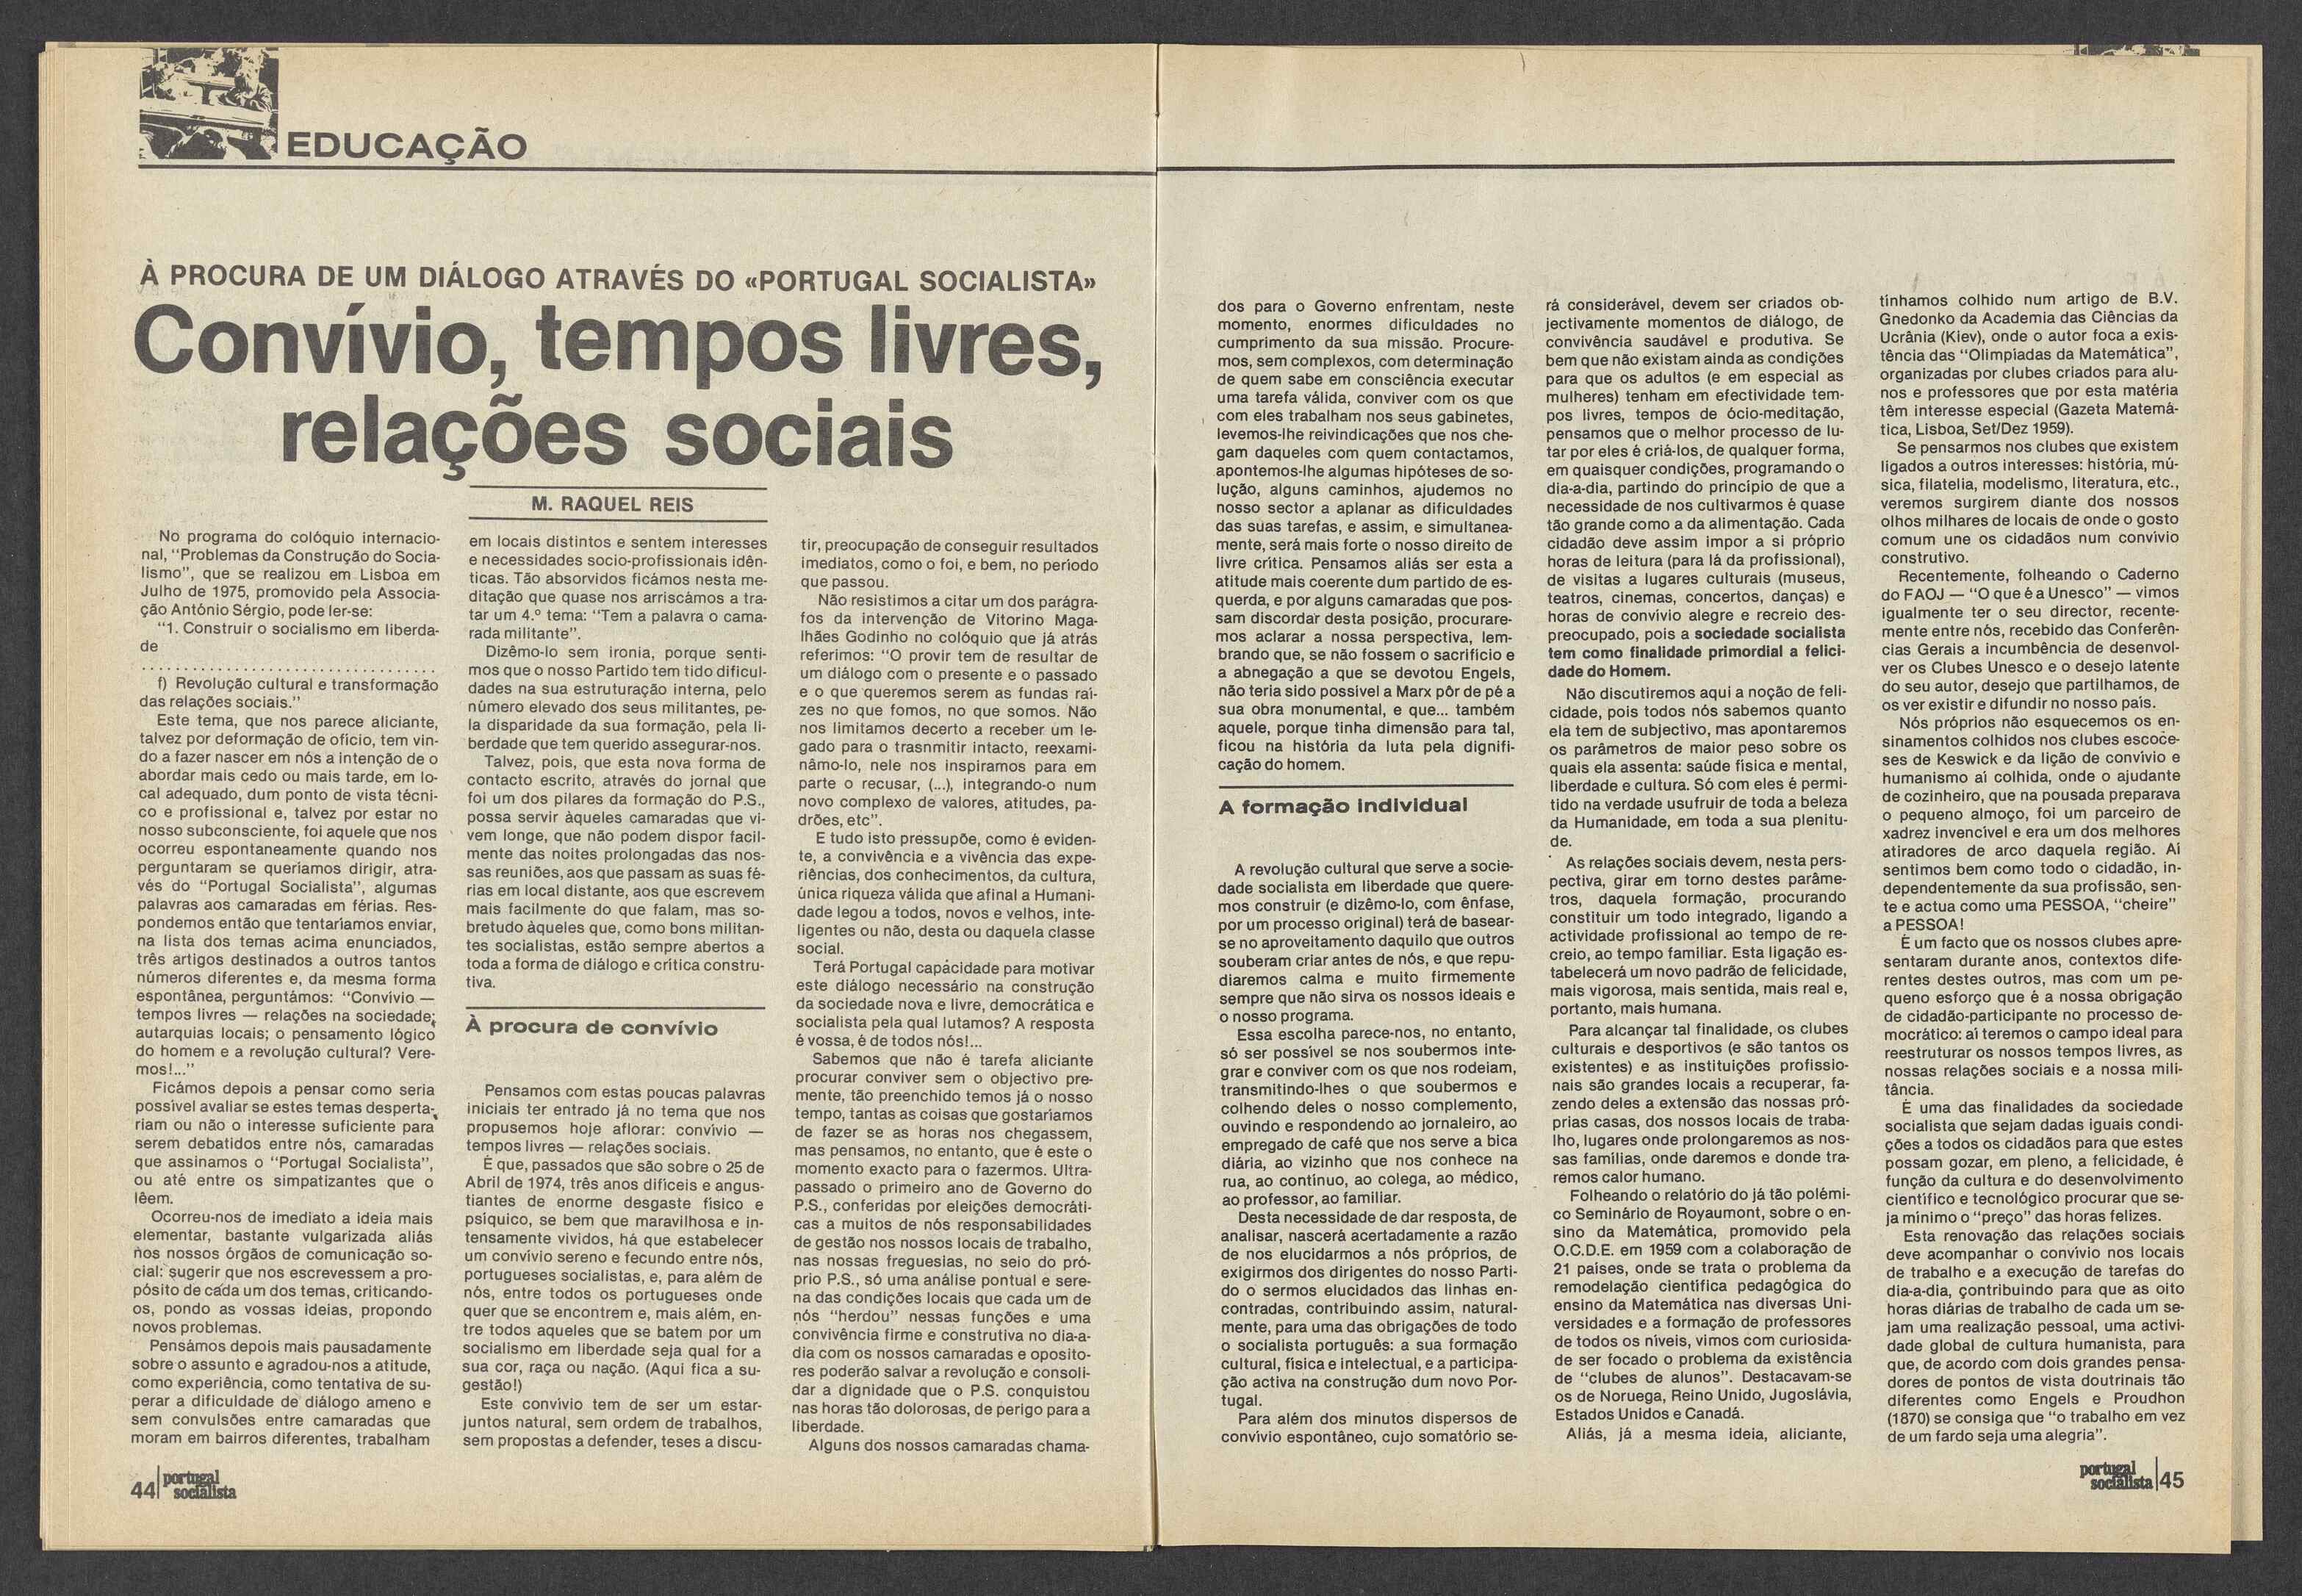 EDUCAÇÃO
À PROCURA DE UM DIÁLOGO ATRAVÉS DO «PORTUGAL SOCIALISTA»
Convívio, tempos livres,
relações sociais
M. RAQUEL REIS
No programa do colóquio internacio-
nal, "Problemas da Construção do Socia-
lismo", que se realizou em Lisboa em
Julho de 1975, promovido pela Associa-
ção António Sérgio, pode ler-se:
"1. Construir o socialismo em liberda-
de
....................................
f) Revolução cultural e transformação
das relações sociais."
Este tema, que nos parece aliciante,
talvez por deformação de ofício, tem vin-
do a fazer nascer em nós a intenção de o
abordar mais cedo ou mais tarde, em lo-
cal adequado, dum ponto de vista técni-
co e profissional e, talvez por estar no
nosso subconsciente, foi aquele que nos
ocorreu espontaneamente quando nos
perguntaram se queríamos dirigir, atra-
vés do "Portugal Socialista", algumas
palavras aos camaradas em férias. Res-
pondemos então que tentaríamos enviar,
na lista dos temas acima enunciados,
três artigos destinados a outros tantos
números diferentes e, da mesma forma
espontânea, perguntámos: "Convívio —
tempos livres — relações na sociedade;
autarquias locais; o pensamento lógico
do homem e a revolução cultural? Vere-
mos!..."
Ficámos depois a pensar como seria
possível avaliar se estes temas desperta-
riam ou não o interesse suficiente para
serem debatidos entre nós, camaradas
que assinamos o "Portugal Socialista",
ou até entre os simpatizantes que o
lêem.
Ocorreu-nos de imediato a ideia mais
elementar, bastante vulgarizada aliás
nos nossos órgãos de comunicação so-
cial: sugerir que nos escrevessem a pro-
pósito de cada um dos temas, criticando-
os, pondo as vossas ideias, propondo
novos problemas.
Pensámos depois mais pausadamente
sobre o assunto e agradou-nos a atitude,
como experiência, como tentativa de su-
perar a dificuldade de diálogo ameno e
sem convulsões entre camaradas que
moram em bairros diferentes, trabalham
em locais distintos e sentem interesses
e necessidades socio-profissionais idên-
ticas. Tão absorvidos ficámos nesta me-
ditação que quase nos arriscámos a tra-
tar um 4.º tema: "Tem a palavra o cama-
rada militante".
Dizêmo-lo sem ironia, porque senti-
mos que o nosso Partido tem tido dificul-
dades na sua estruturação interna, pelo
número elevado dos seus militantes, pe-
la disparidade da sua formação, pela li-
berdade que tem querido assegurar-nos.
Talvez, pois, que esta nova forma de
contacto escrito, através do jornal que
foi um dos pilares da formação do P.S.,
possa servir àqueles camaradas que vi-
vem longe, que não podem dispor facil-
mente das noites prolongadas das nos-
sas reuniões, aos que passam as suas fé-
rias em local distante, aos que escrevem
mais facilmente do que falam, mas so-
bretudo àqueles que, como bons militan-
tes socialistas, estão sempre abertos a
toda a forma de diálogo e crítica constru-
tiva.
À procura de convívio
Pensamos com estas poucas palavras
iniciais ter entrado já no tema que nos
propusemos hoje aflorar: convívio —
tempos livres — relações sociais.
É que, passados que são sobre o 25 de
Abril de 1974, três anos difíceis e angus-
tiantes de enorme desgaste físico e
psíquico, se bem que maravilhosa e in-
tensamente vividos, há que estabelecer
um convívio sereno e fecundo entre nós,
portugueses socialistas, e, para além de
nós, entre todos os portugueses onde
quer que se encontrem e, mais além, en-
tre todos aqueles que se batem por um
socialismo em liberdade seja qual for a
sua cor, raça ou nação. (Aqui fica a su-
gestão!)
Este convívio tem de ser um estar-
juntos natural, sem ordem de trabalhos,
sem propostas a defender, teses a discu-
tir, preocupação de conseguir resultados
imediatos, como o foi, e bem, no período
que passou.
Não resistimos a citar um dos parágra-
fos da intervenção de Vitorino Maga-
lhães Godinho no colóquio que já atrás
referimos: "O provir tem de resultar de
um diálogo com o presente e o passado
e o que queremos serem as fundas raí-
zes no que fomos, no que somos. Não
nos limitamos decerto a receber um le-
gado para o trasnmitir intacto, reexami-
nâmo-lo, nele nos inspiramos para em
parte o recusar, (...), integrando-o num
novo complexo de valores, atitudes, pa-
drões, etc".
E tudo isto pressupõe, como é eviden-
te, a convivência e a vivência das expe-
riências, dos conhecimentos, da cultura,
única riqueza válida que afinal a Humani-
dade legou a todos, novos e velhos, inte-
ligentes ou não, desta ou daquela classe
social.
Terá Portugal capacidade para motivar
este diálogo necessário na construção
da sociedade nova e livre, democrática e
socialista pela qual lutamos? A resposta
é vossa, é de todos nós!...
Sabemos que não é tarefa aliciante
procurar conviver sem o objectivo pre-
mente, tão preenchido temos já o nosso
tempo, tantas as coisas que gostaríamos
de fazer se as horas nos chegassem,
mas pensamos, no entanto, que é este o
momento exacto para o fazermos. Ultra-
passado o primeiro ano de Governo do
P.S., conferidas por eleições democráti-
cas a muitos de nós responsabilidades
de gestão nos nossos locais de trabalho,
nas nossas freguesias, no seio do pró-
prio P.S., só uma análise pontual e sere-
na das condições locais que cada um de
nós "herdou" nessas funções e uma
convivência firme e construtiva no dia-a-
dia com os nossos camaradas e oposito-
res poderão salvar a revolução e consoli-
dar a dignidade que o P.S. conquistou
nas horas tão dolorosas, de perigo para a
liberdade.
Alguns dos nossos camaradas chama-
44 portugal
socialista
dos para o Governo enfrentam, neste
momento, enormes dificuldades no
cumprimento da sua missão. Procure-
mos, sem complexos, com determinação
de quem sabe em consciência executar
uma tarefa válida, conviver com os que
com eles trabalham nos seus gabinetes,
levemos-lhe reivindicações que nos che-
gam daqueles com quem contactamos,
apontemos-lhe algumas hipóteses de so-
lução, alguns caminhos, ajudemos no
nosso sector a aplanar as dificuldades
das suas tarefas, e assim, e simultanea-
mente, será mais forte o nosso direito de
livre crítica. Pensamos aliás ser esta a
atitude mais coerente dum partido de es-
querda, e por alguns camaradas que pos-
sam discordar desta posição, procurare-
mos aclarar a nossa perspectiva, lem-
brando que, se não fossem o sacrifício e
a abnegação a que se devotou Engels,
não teria sido possível a Marx pôr de pé a
sua obra monumental, e que... também
aquele, porque tinha dimensão para tal,
ficou na história da luta pela dignifi-
cação do homem.
A formação individual
A revolução cultural que serve a socie-
dade socialista em liberdade que quere-
mos construir (e dizêmo-lo, com ênfase,
por um processo original) terá de basear-
se no aproveitamento daquilo que outros
souberam criar antes de nós, e que repu-
diaremos calma e muito firmemente
sempre que não sirva os nossos ideais e
o nosso programa.
Essa escolha parece-nos, no entanto,
só ser possível se nos soubermos inte-
grar e conviver com os que nos rodeiam,
transmitindo-lhes o que soubermos e
colhendo deles o nosso complemento,
ouvindo e respondendo ao jornaleiro, ao
empregado de café que nos serve a bica
diária, ao vizinho que nos conhece na
rua, ao contínuo, ao colega, ao médico,
ao professor, ao familiar.
Desta necessidade de dar resposta, de
analisar, nascerá acertadamente a razão
de nos elucidarmos a nós próprios, de
exigirmos dos dirigentes do nosso Parti-
do o sermos elucidados das linhas en-
contradas, contribuindo assim, natural-
mente, para uma das obrigações de todo
o socialista português: a sua formação
cultural, física e intelectual, e a participa-
ção activa na construção dum novo Por-
tugal.
Para além dos minutos dispersos de
convívio espontâneo, cujo somatório se-
rá considerável, devem ser criados ob-
jectivamente momentos de diálogo, de
convivência saudável e produtiva. Se
bem que não existam ainda as condições
para que os adultos (e em especial as
mulheres) tenham em efectividade tem-
pos livres, tempos de ócio-meditação,
pensamos que o melhor processo de lu-
tar por eles é criá-los, de qualquer forma,
em quaisquer condições, programando o
dia-a-dia, partindo do princípio de que a
necessidade de nos cultivarmos é quase
tão grande como a da alimentação. Cada
cidadão deve assim impor a si próprio
horas de leitura (para lá da profissional),
de visitas a lugares culturais (museus,
teatros, cinemas, concertos, danças) e
horas de convívio alegre e recreio des-
preocupado, pois a sociedade socialista
tem como finalidade primordial a felici-
dade do Homem.
Não discutiremos aqui a noção de feli-
cidade, pois todos nós sabemos quanto
ela tem de subjectivo, mas apontaremos
os parâmetros de maior peso sobre os
quais ela assenta: saúde física e mental,
liberdade e cultura. Só com eles é permi-
tido na verdade usufruir de toda a beleza
da Humanidade, em toda a sua plenitu-
de.
As relações sociais devem, nesta pers-
pectiva, girar em torno destes parâme-
tros, daquela formação, procurando
constituir um todo integrado, ligando a
actividade profissional ao tempo de re-
creio, ao tempo familiar. Esta ligação es-
tabelecerá um novo padrão de felicidade,
mais vigorosa, mais sentida, mais real e,
portanto, mais humana.
Para alcançar tal finalidade, os clubes
culturais e desportivos (e são tantos os
existentes) e as instituições profissio-
nais são grandes locais a recuperar, fa-
zendo deles a extensão das nossas pró-
prias casas, dos nossos locais de traba-
lho, lugares onde prolongaremos as nos-
sas famílias, onde daremos e donde tra-
remos calor humano.
Folheando o relatório do já tão polémi-
co Seminário de Royaumont, sobre o en-
sino da Matemática, promovido pela
O.C.D.E. em 1959 com a colaboração de
21 países, onde se trata o problema da
remodelação científica pedagógica do
ensino da Matemática nas diversas Uni-
versidades e a formação de professores
de todos os níveis, vimos com curiosida-
de ser focado o problema da existência
de "clubes de alunos". Destacavam-se
os de Noruega, Reino Unido, Jugoslávia,
Estados Unidos e Canadá.
Aliás, já a mesma ideia, aliciante,
tínhamos colhido num artigo de B.V.
Gnedonko da Academia das Ciências da
Ucrânia (Kiev), onde o autor foca a exis-
tência das "Olimpíadas da Matemática",
organizadas por clubes criados para alu-
nos e professores que por esta matéria
têm interesse especial (Gazeta Matemá-
tica, Lisboa, Set/Dez 1959).
Se pensarmos nos clubes que existem
ligados a outros interesses: história, mú-
sica, filatelia, modelismo, literatura, etc.,
veremos surgirem diante dos nossos
olhos milhares de locais de onde o gosto
comum une os cidadãos num convívio
construtivo.
Recentemente, folheando o Caderno
do FAOJ — "O que é a Unesco" — vimos
igualmente ter o seu director, recente-
mente entre nós, recebido das Conferên-
cias Gerais a incumbência de desenvol-
ver os Clubes Unesco e o desejo latente
do seu autor, desejo que partilhamos, de
os ver existir e difundir no nosso país.
Nós próprios não esquecemos os en-
sinamentos colhidos nos clubes escoce-
ses de Keswick e da lição de convívio e
humanismo aí colhida, onde o ajudante
de cozinheiro, que na pousada preparava
o pequeno almoço, foi um parceiro de
xadrez invencível e era um dos melhores
atiradores de arco daquela região. Aí
sentimos bem como todo o cidadão, in-
dependentemente da sua profissão, sen-
te e actua como uma PESSOA, "cheire"
a PESSOA!
É um facto que os nossos clubes apre-
sentaram durante anos, contextos dife-
rentes destes outros, mas com um pe-
queno esforço que é a nossa obrigação
de cidadão-participante no processo de-
mocrático: aí teremos o campo ideal para
reestruturar os nossos tempos livres, as
nossas relações sociais e a nossa mili-
tância.
É uma das finalidades da sociedade
socialista que sejam dadas iguais condi-
ções a todos os cidadãos para que estes
possam gozar, em pleno, a felicidade, é
função da cultura e do desenvolvimento
científico e tecnológico procurar que se-
ja mínimo o "preço" das horas felizes.
Esta renovação das relações sociais
deve acompanhar o convívio nos locais
de trabalho e a execução de tarefas do
dia-a-dia, contribuindo para que as oito
horas diárias de trabalho de cada um se-
jam uma realização pessoal, uma activi-
dade global de cultura humanista, para
que, de acordo com dois grandes pensa-
dores de pontos de vista doutrinais tão
diferentes como Engels e Proudhon
(1870) se consiga que "o trabalho em vez
de um fardo seja uma alegria".
portugal
socialista 45